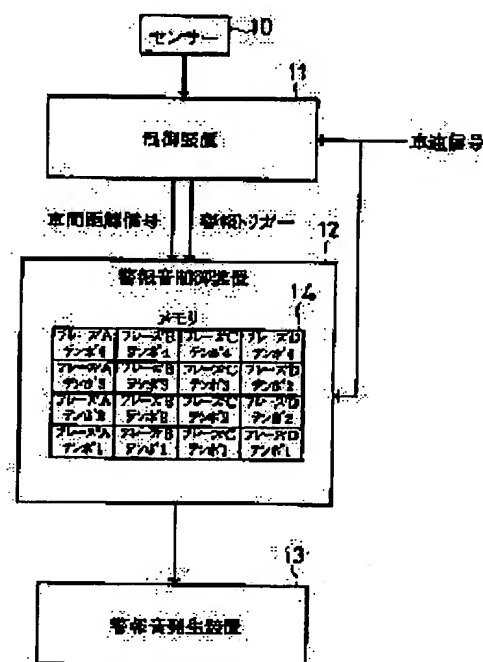 センサー 10
11
制御装置
車速信号
車間距離信号 警報トリガー
12
警報音制御装置
メモリ 14
フレーズA フレーズB フレーズC フレーズD
テンポ4 テンポ4 テンポ4 テンポ4
フレーズA フレーズB フレーズC フレーズD
テンポ3 テンポ3 テンポ3
フレーズA フレーズB フレーズC フレーズD
テンポ2 テンポ2 テンポ2 テンポ2
フレーズA フレーズB フレーズC フレーズD
テンポ1 テンポ1 テンポ1 テンポ1
13
警報音発生装置